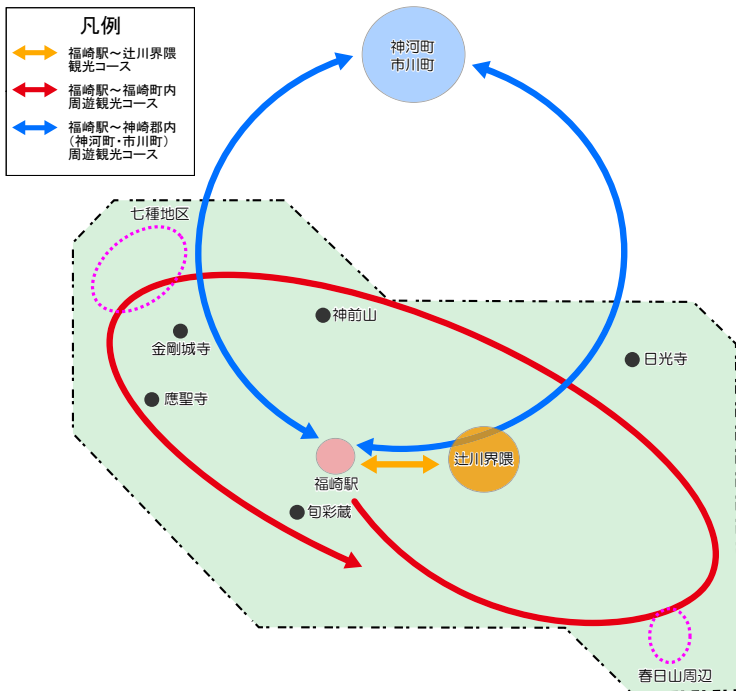 凡例
福崎駅～辻川界隈
観光コース
福崎駅～福崎町内
周遊観光コース
福崎駅～神崎郡内
（神河町・市川町）
周遊観光コース
神河町
市川町
七種地区
神前山
金剛城寺
日光寺
應聖寺
辻川界隈
福崎駅
旬彩蔵
春日山周辺